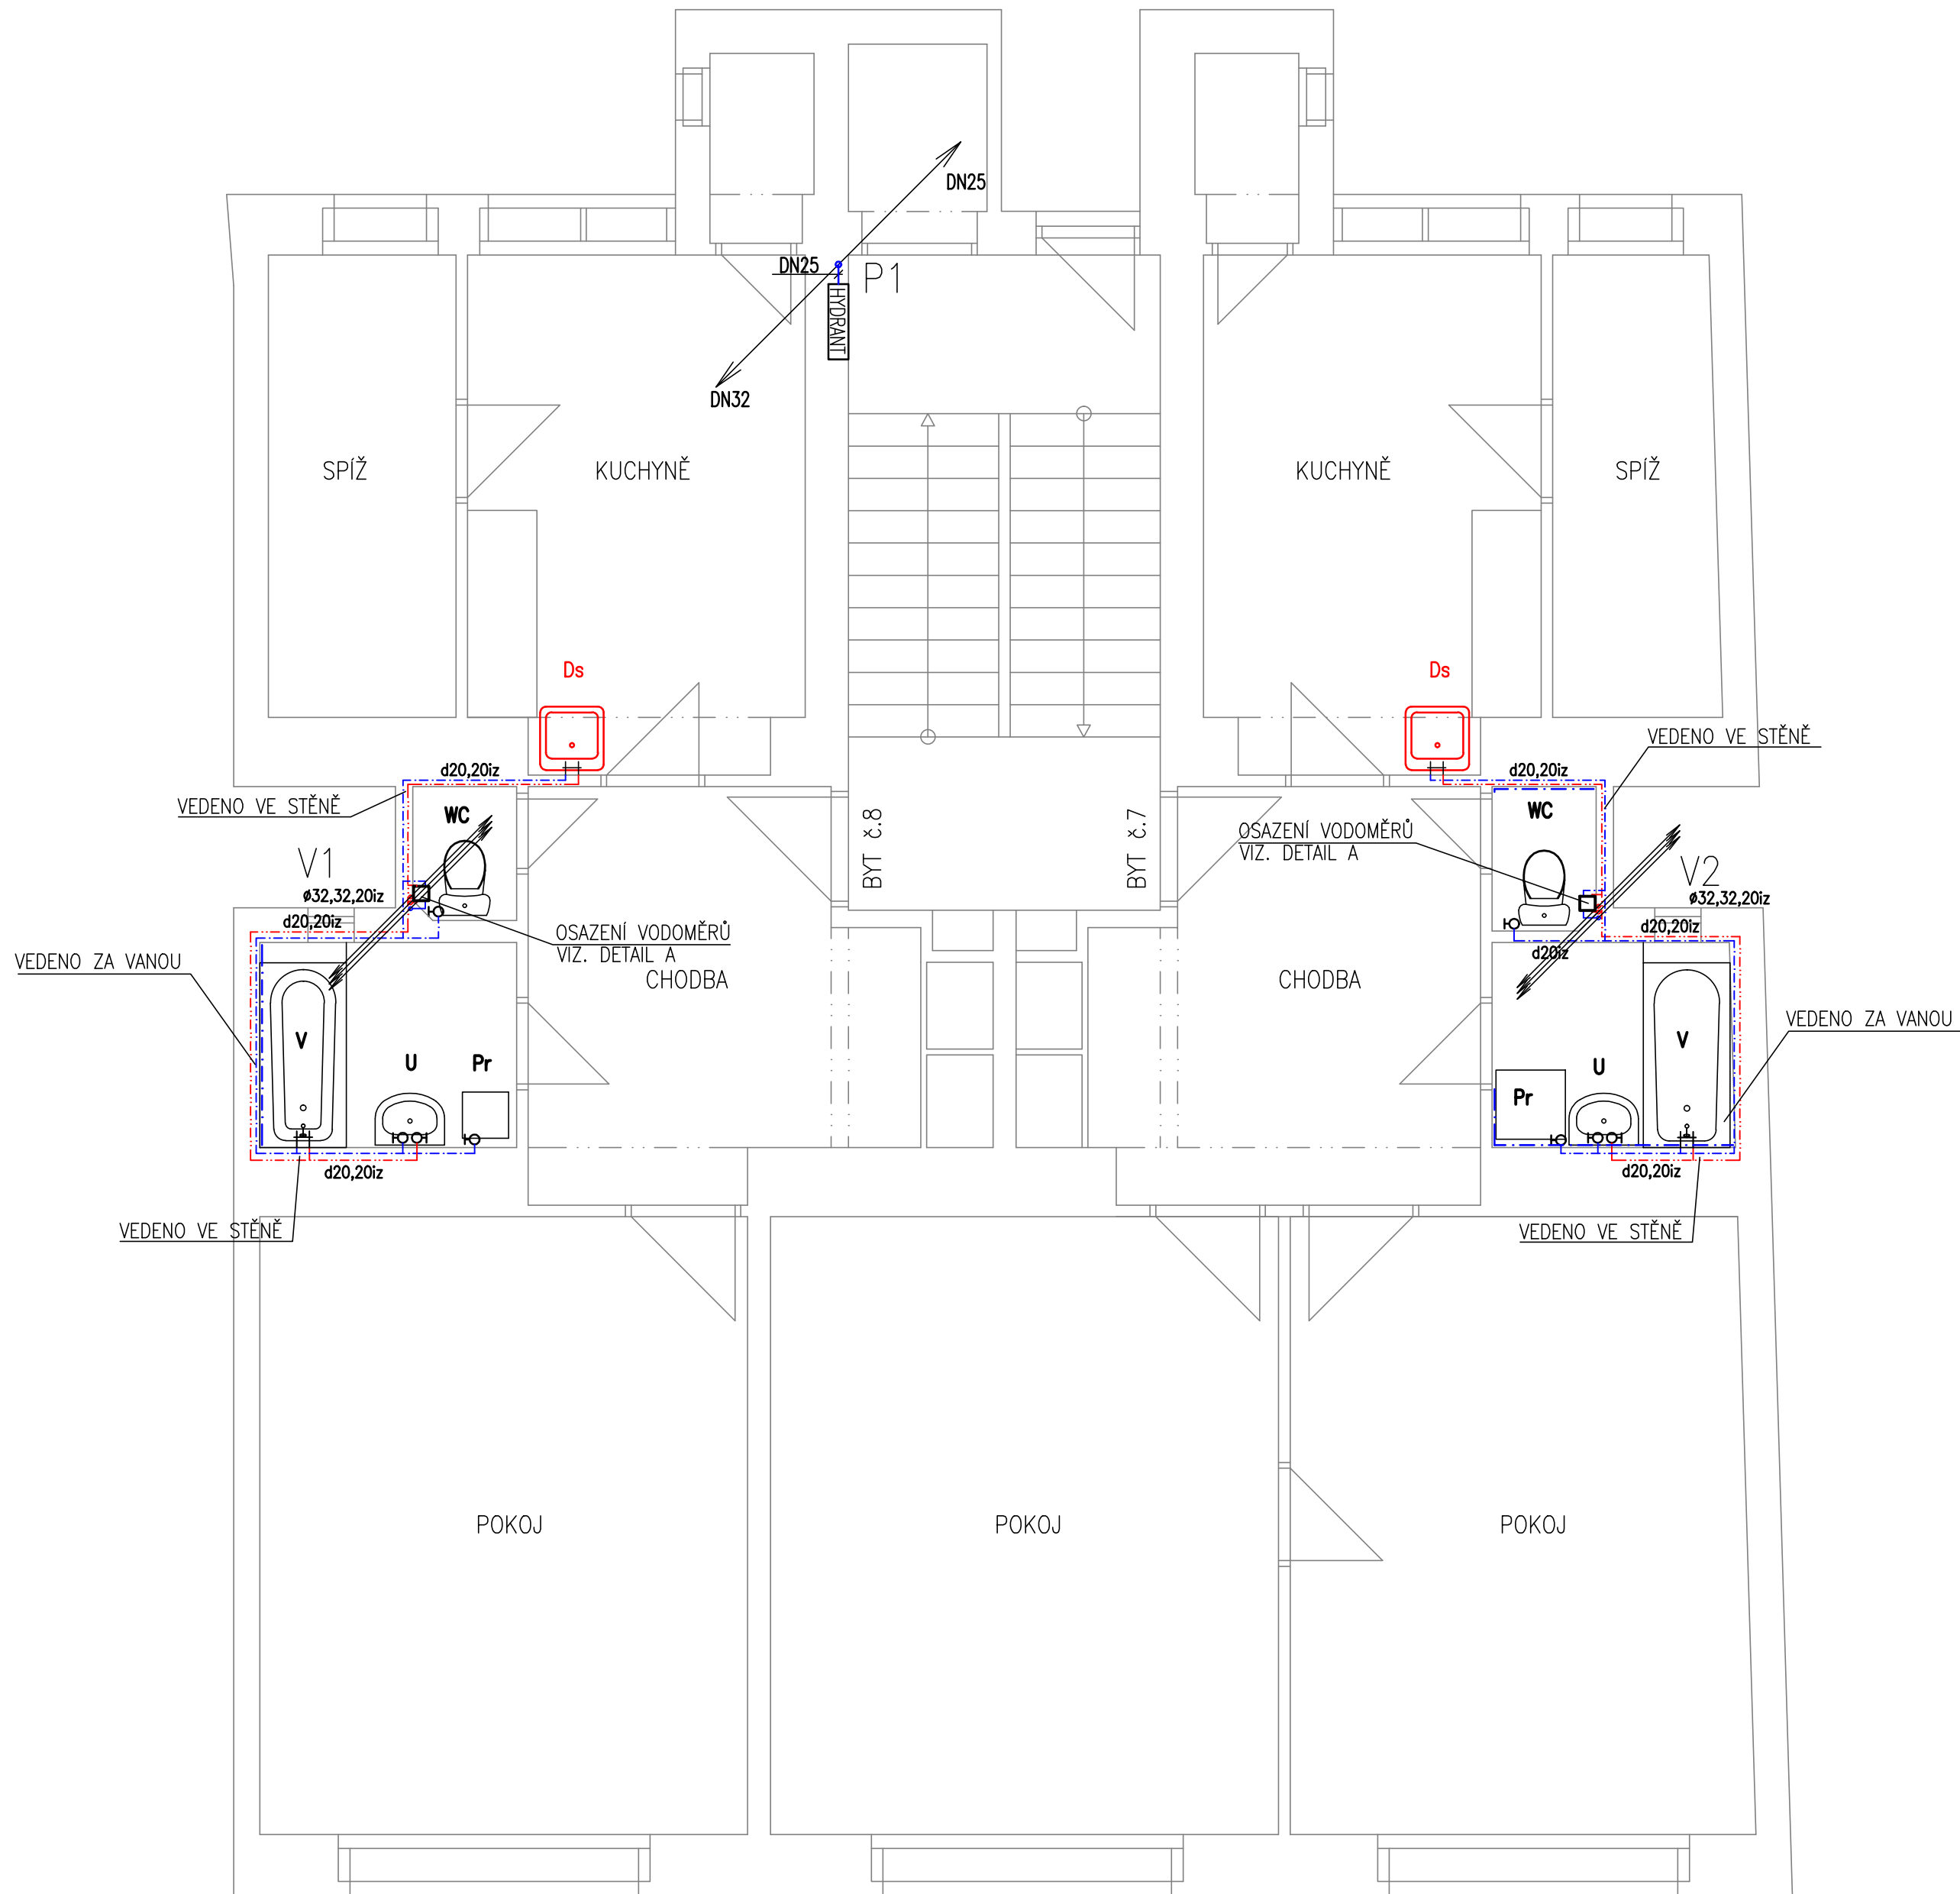 DN25
DN25
P1
HYDRANT
DN32
SPÍŽ
KUCHYNĚ
KUCHYNĚ
SPÍŽ
Ds
Ds
VEDENO VE STĚNĚ
d20,20iz
d20,20iz
VEDENO VE STĚNĚ
WC
WC
BYT č.8
BYT č.7
OSAZENÍ VODOMĚRŮ
VIZ. DETAIL A
V1
V2
ø32,32,20iz
ø32,32,20iz
d20,20iz
d20,20iz
OSAZENÍ VODOMĚRŮ
VIZ. DETAIL A
d20iz
VEDENO ZA VANOU
CHODBA
CHODBA
VEDENO ZA VANOU
V
U
Pr
Pr
U
V
d20,20iz
d20,20iz
VEDENO VE STĚNĚ
VEDENO VE STĚNĚ
POKOJ
POKOJ
POKOJ